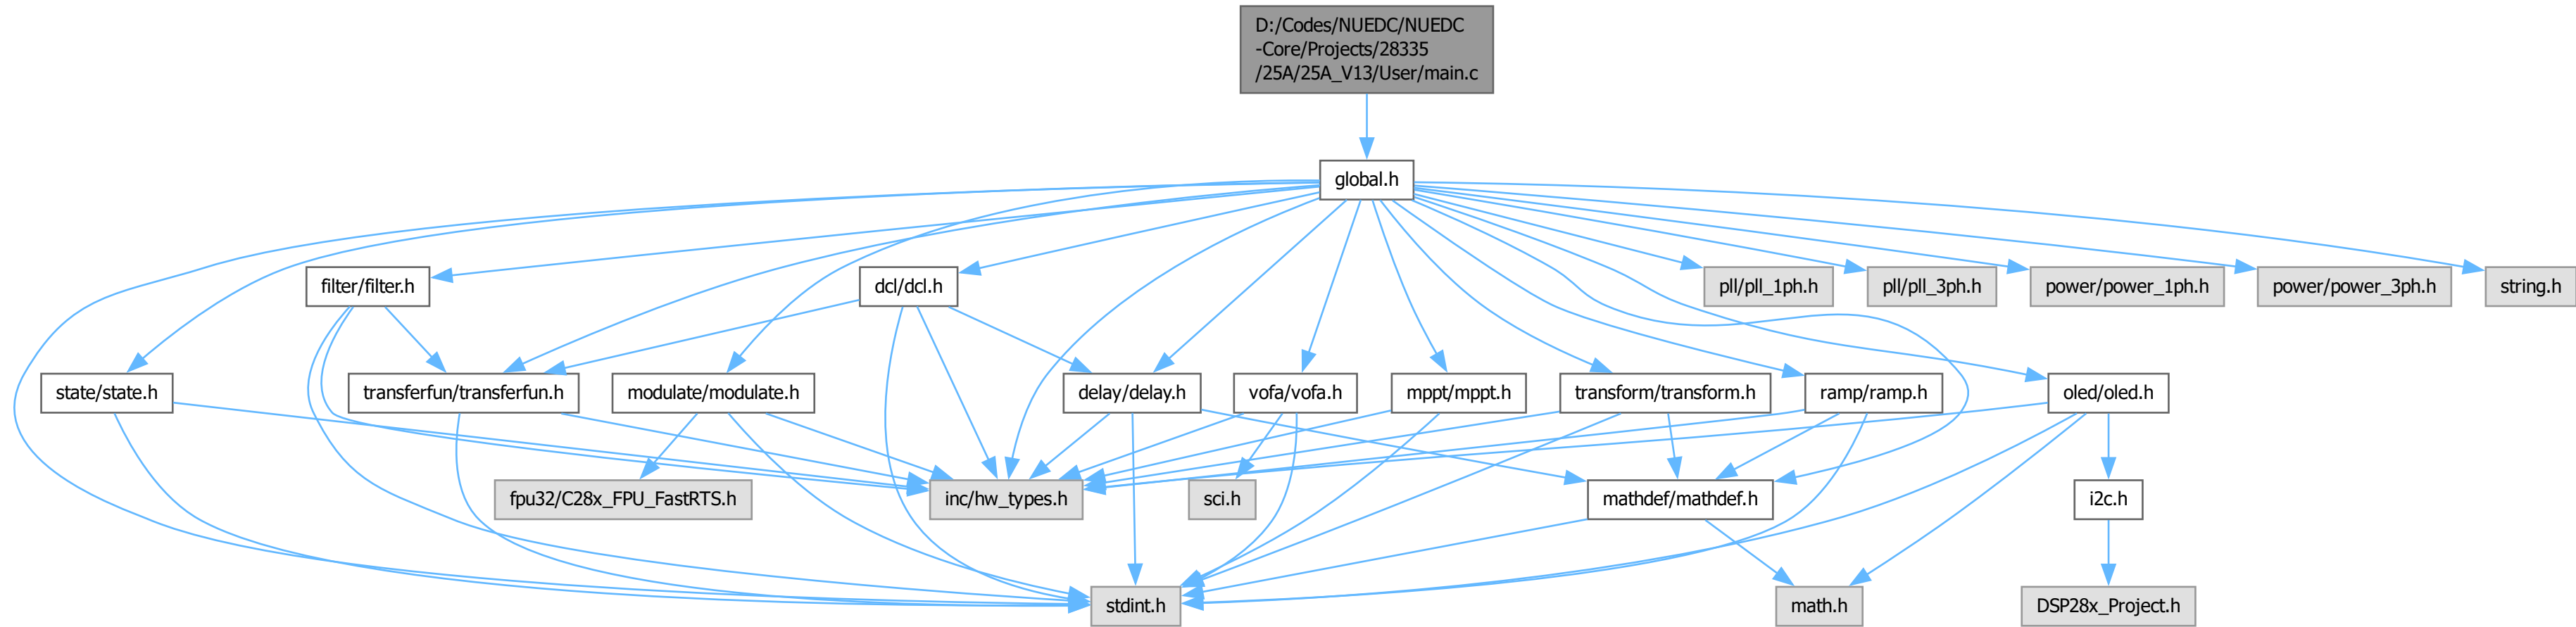 D:/Codes/NUEDC/NUEDC
-Core/Projects/28335
/25A/25A_V13/User/main.c
global.h
filter/filter.h
dcl/dcl.h
pll/pll_1ph.h
pll/pll_3ph.h
power/power_1ph.h
power/power_3ph.h
string.h
state/state.h
transferfun/transferfun.h
modulate/modulate.h
delay/delay.h
vofa/vofa.h
mppt/mppt.h
transform/transform.h
ramp/ramp.h
oled/oled.h
fpu32/C28x_FPU_FastRTS.h
inc/hw_types.h
sci.h
mathdef/mathdef.h
i2c.h
stdint.h
math.h
DSP28x_Project.h